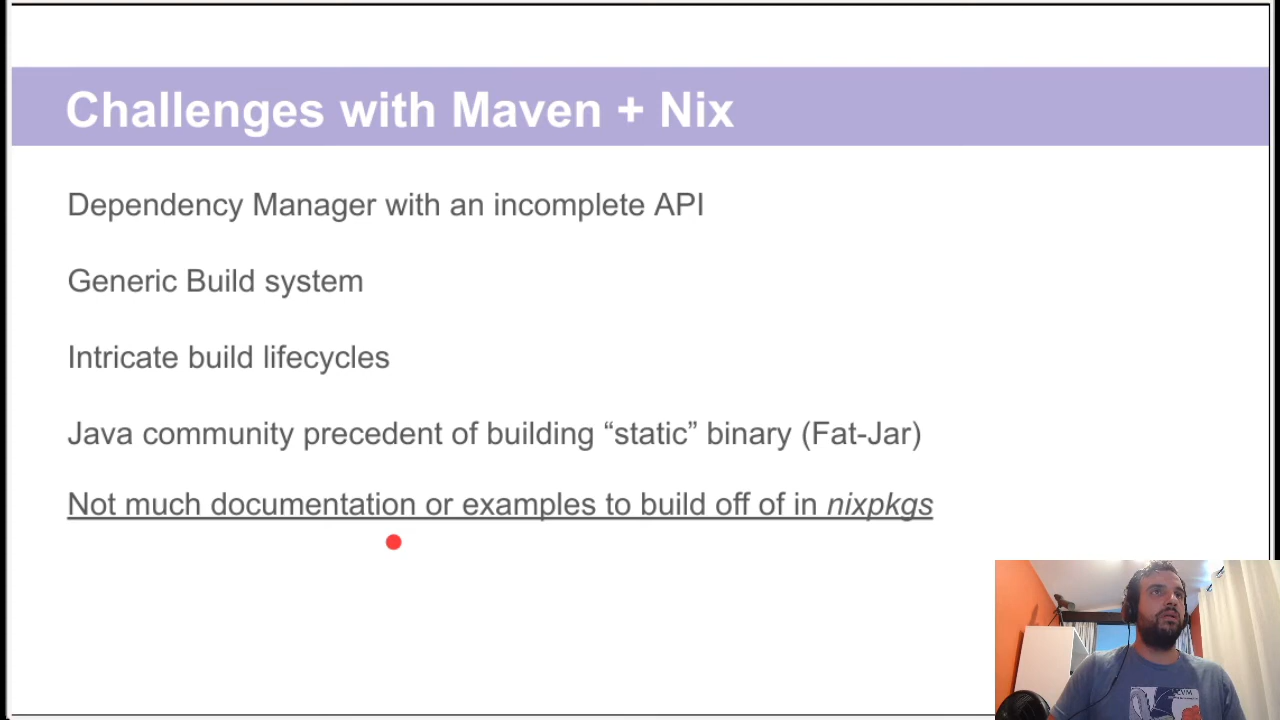 Challenges with Maven + Nix
Dependency Manager with an incomplete API
Generic Build system
Intricate build lifecycles
Java community precedent of building “static” binary (Fat-Jar)
Not much documentation or examples to build off of in nixpkgs